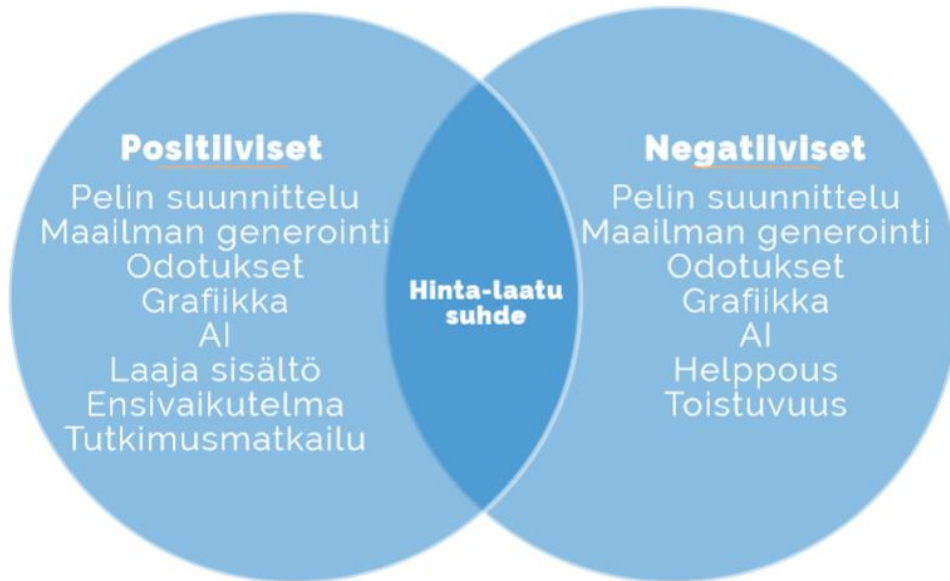 Positiiviset
Pelin suunnittelu
Maailman generointi
Odotukset
Grafiikka
AI
Laaja sisältö
Ensivaikutelma
Tutkimusmatkailu
Hinta-laatu
suhde
Negatiiviset
Pelin suunnittelu
Maailman generointi
Odotukset
Grafiikka
AI
Helppous
Toistuvuus